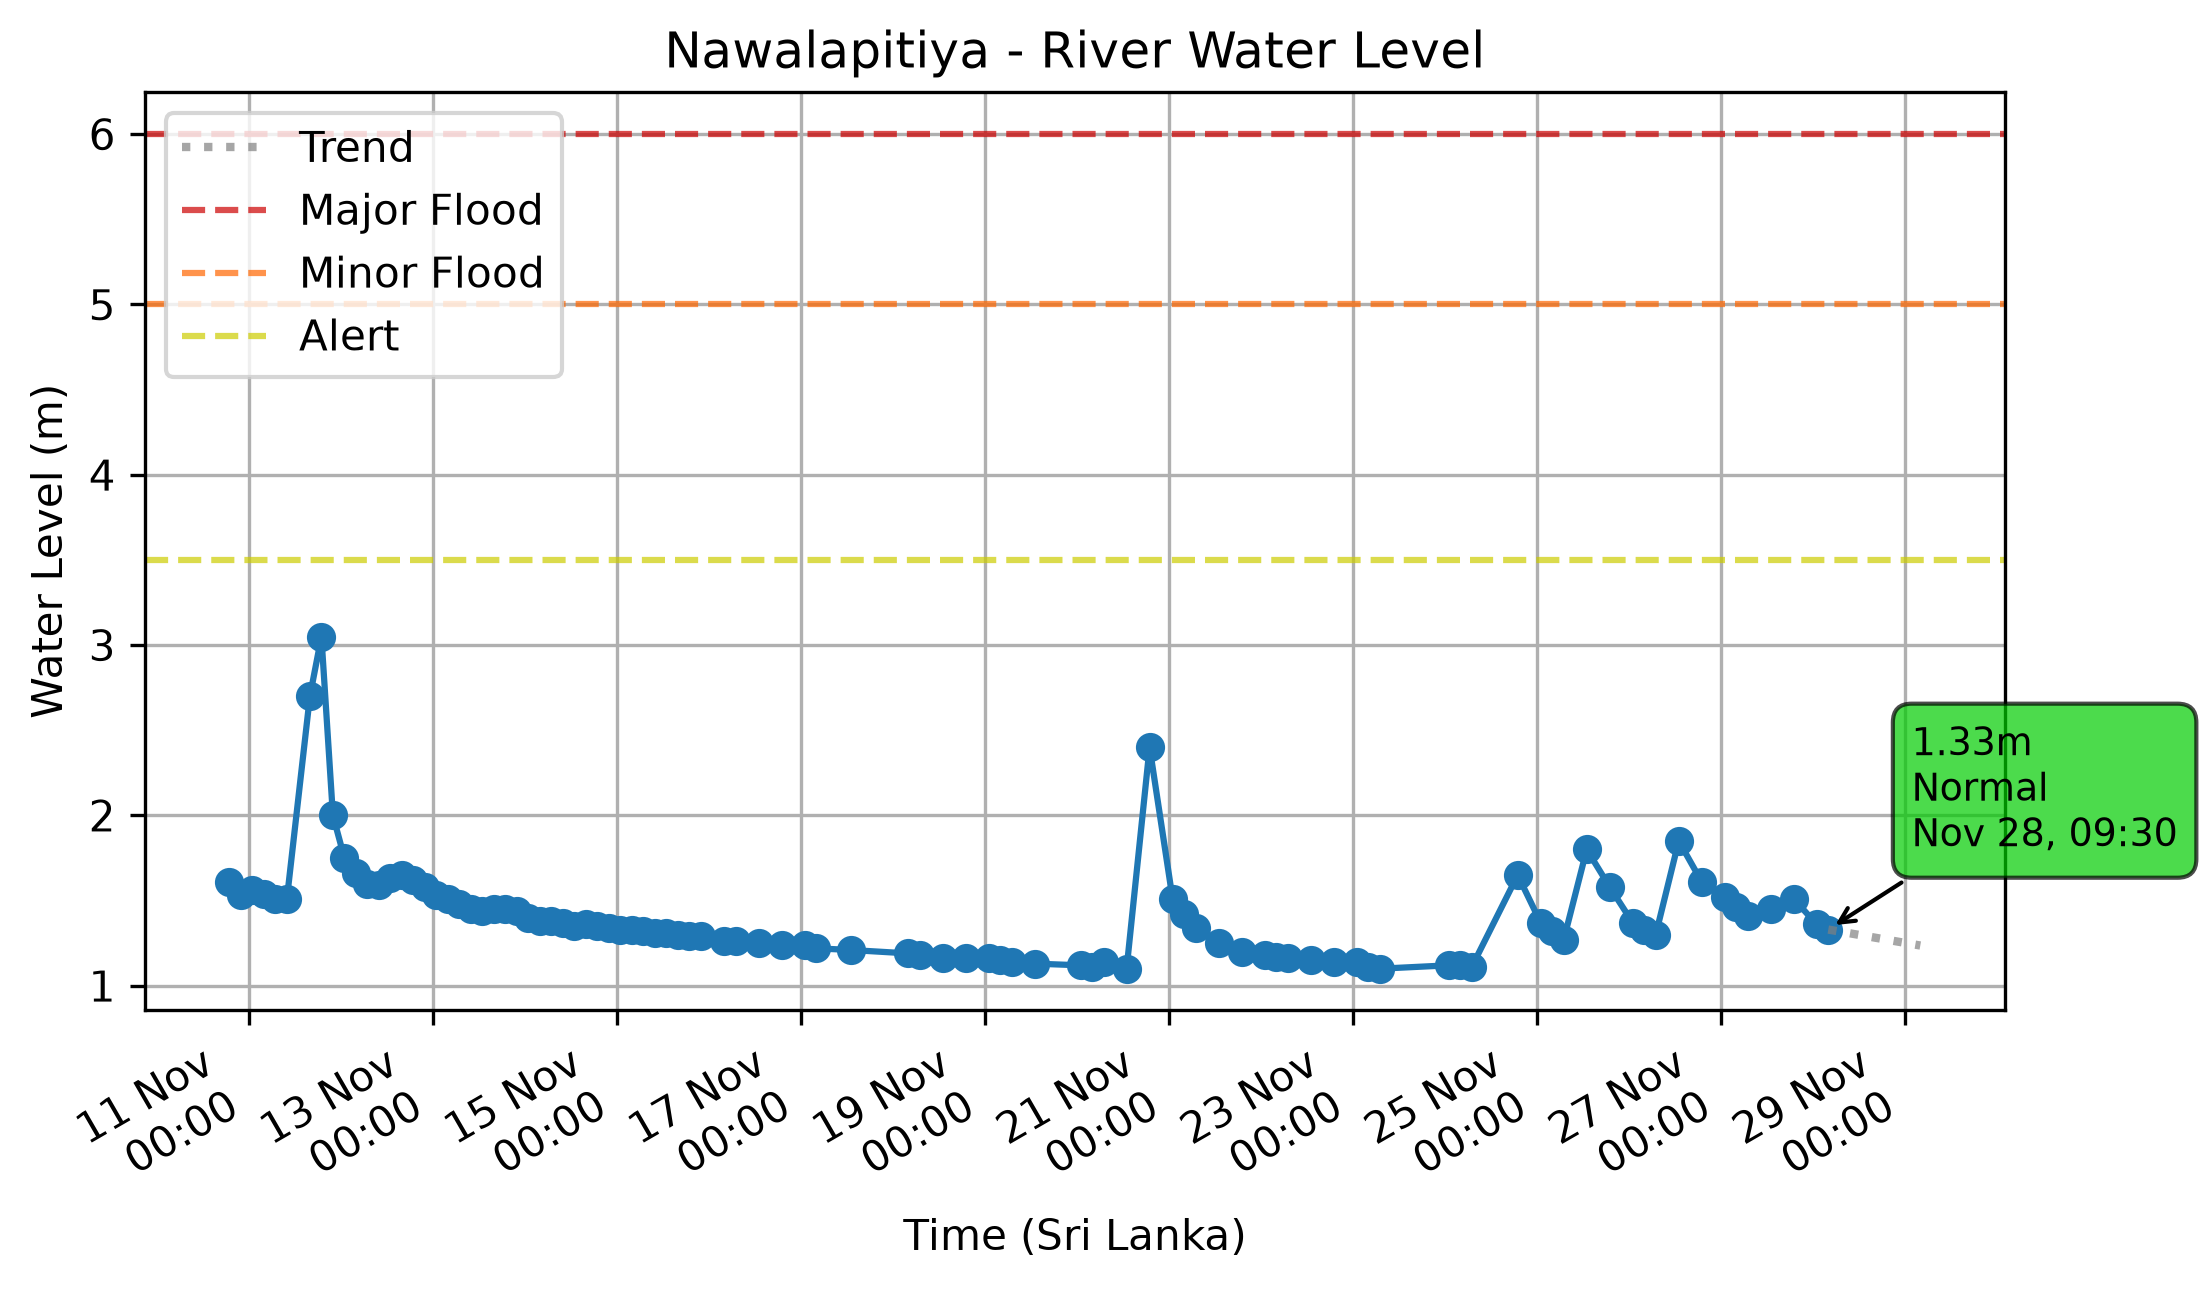 Nawalapitiya - River Water Level
Trend
Major Flood
Minor Flood
Alert
Water Level (m)
6
5
4
3
2
1
1.33m
Normal
Nov 28, 09:30
11 Nov
00:00
13 Nov
00:00
15 Nov
00:00
17 Nov
00:00
19 Nov
00:00
21 Nov
00:00
23 Nov
00:00
25 Nov
00:00
27 Nov
00:00
29 Nov
00:00
Time (Sri Lanka)